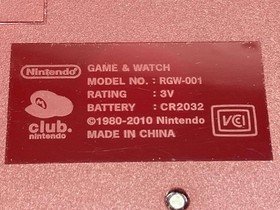 Nintendo
GAME & WATCH
MODEL NO. : RGW-001
RATING : 3V
BATTERY : CR2032
©1980-2010 Nintendo
MADE IN CHINA
club.
nintendo
VCI